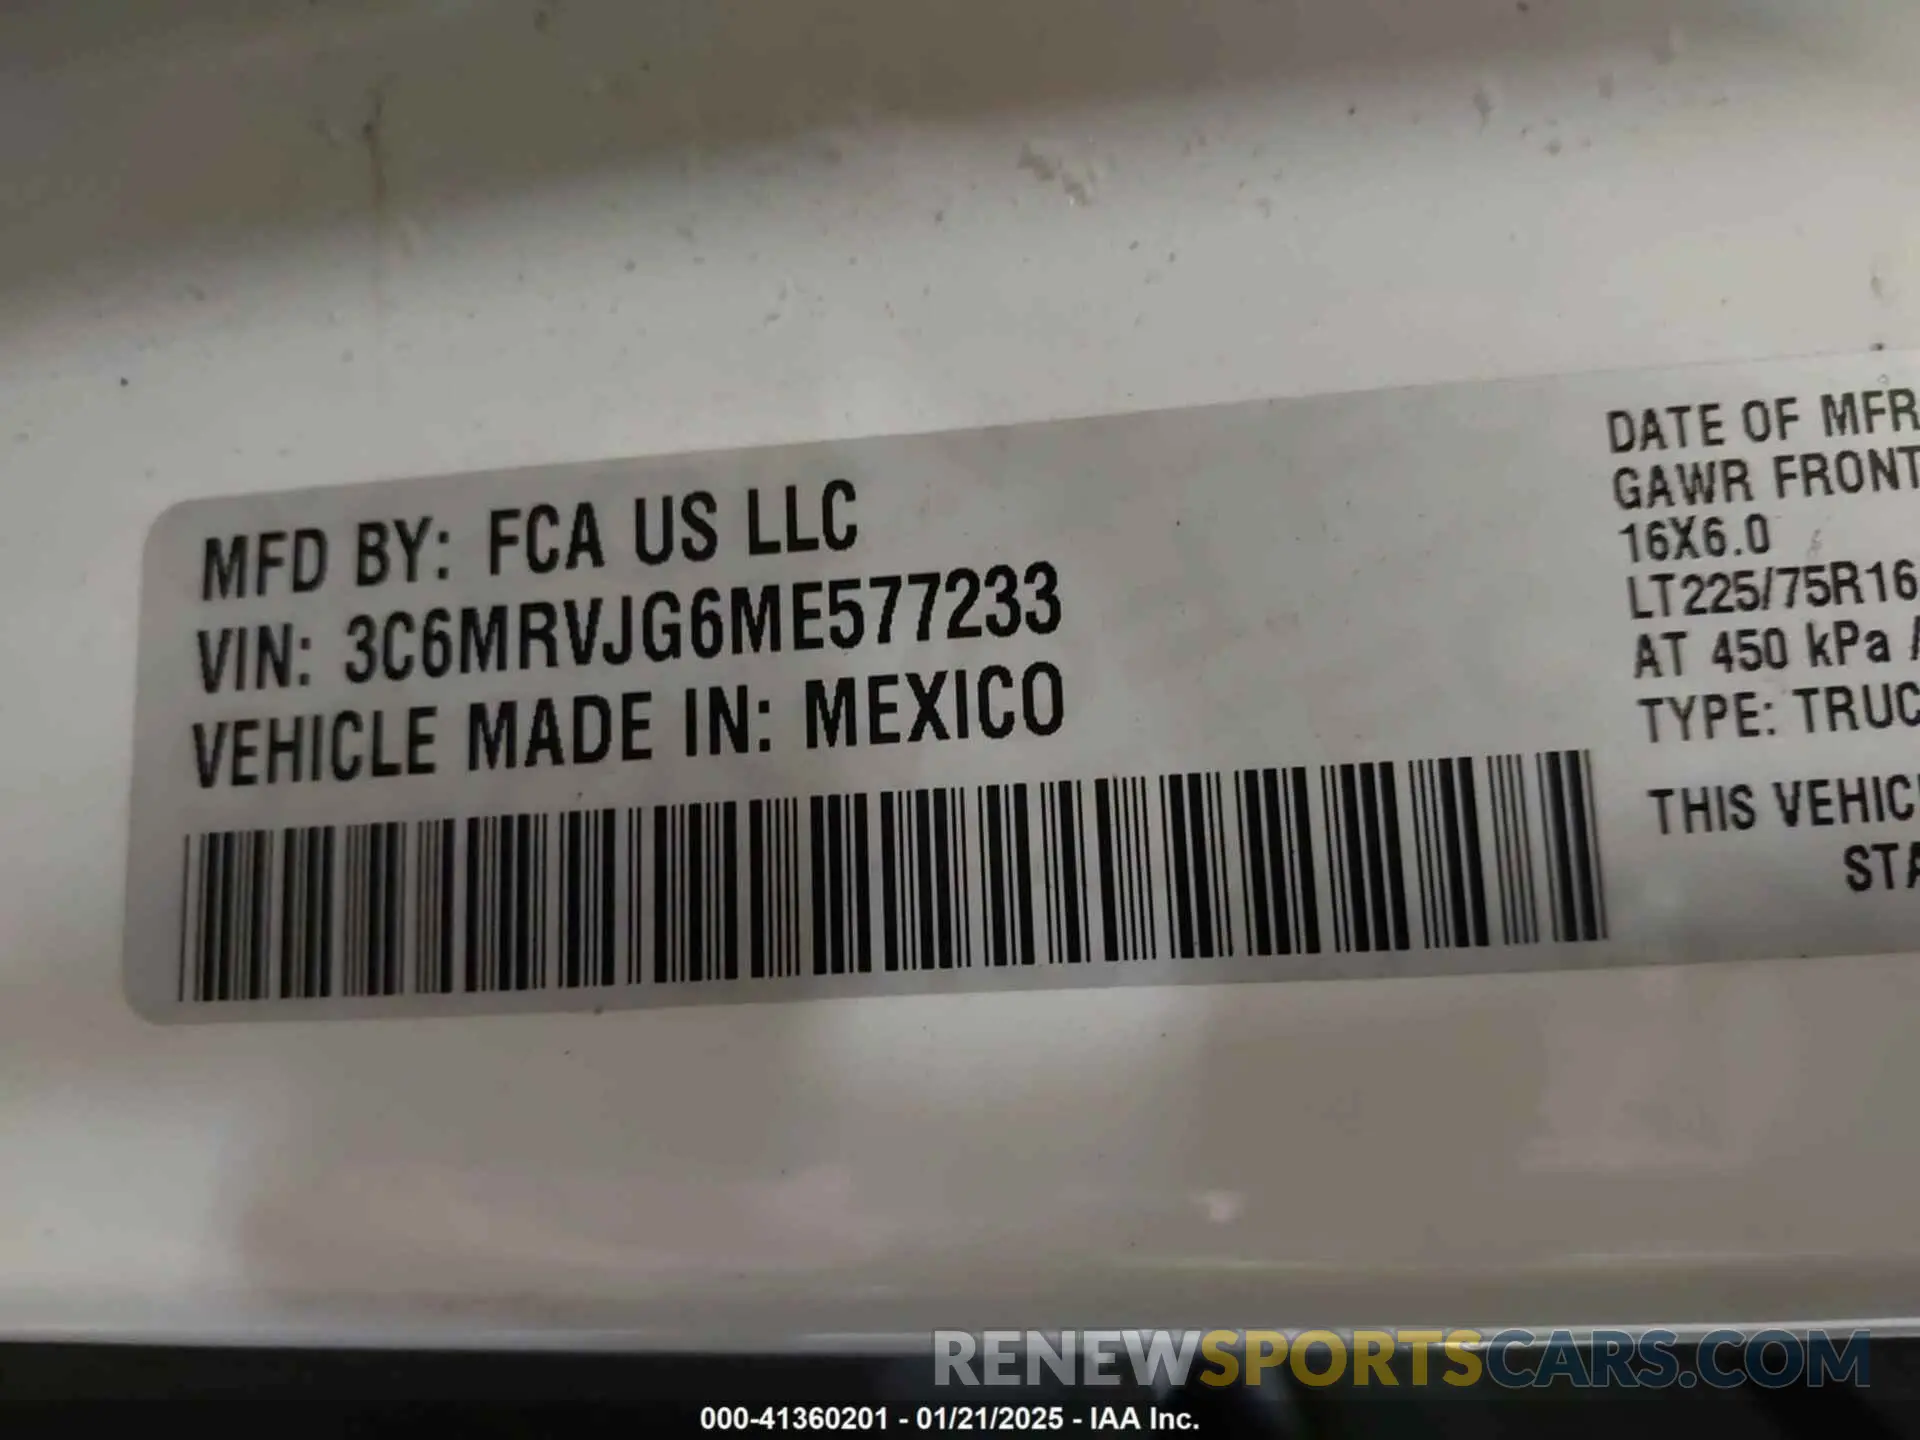 MFD BY: FCA US LLC
VIN: 3C6MRVJG6ME577233
VEHICLE MADE IN: MEXICO
DATE OF MFR
GAWR FRONT
16X6.0
LT225/75R16
AT 450 kPa /
TYPE: TRUC
THIS VEHIC
STA
RENEWSPORTSCARS.COM
000-41360201 - 01/21/2025 - IAA Inc.